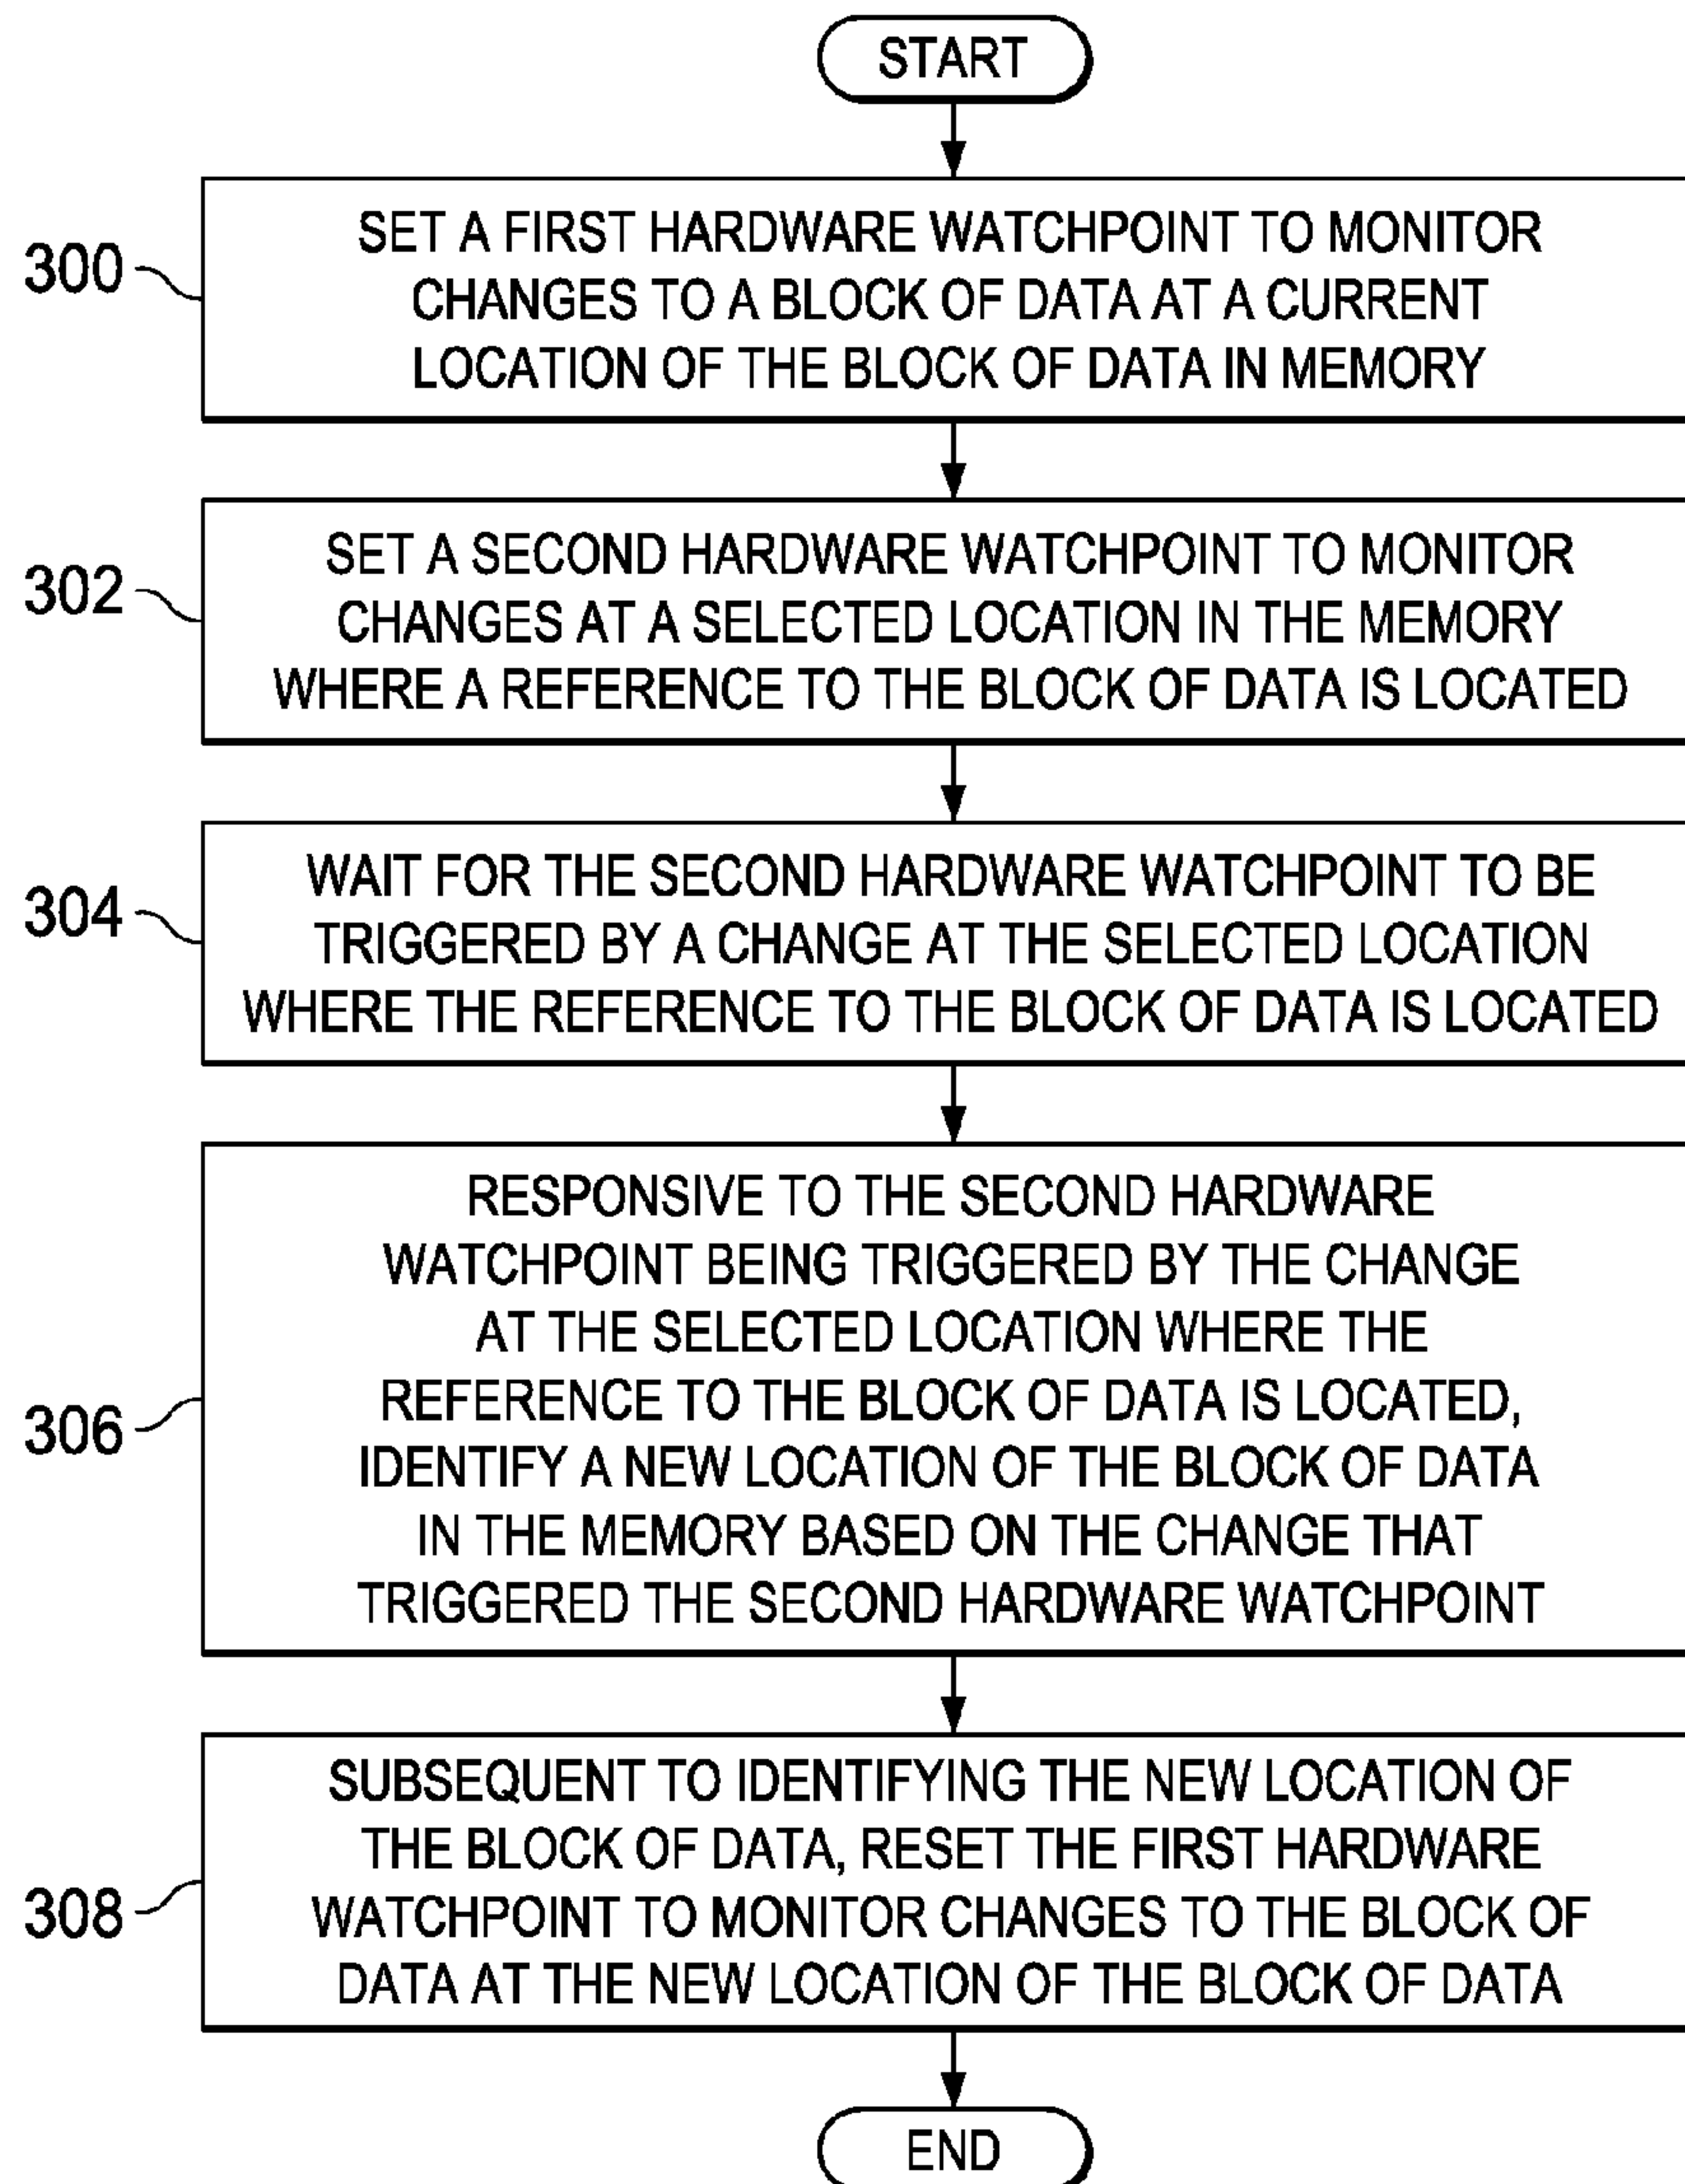 START
300
SET A FIRST HARDWARE WATCHPOINT TO MONITOR
CHANGES TO A BLOCK OF DATA AT A CURRENT
LOCATION OF THE BLOCK OF DATA IN MEMORY
302
SET A SECOND HARDWARE WATCHPOINT TO MONITOR
CHANGES AT A SELECTED LOCATION IN THE MEMORY
WHERE A REFERENCE TO THE BLOCK OF DATA IS LOCATED
304
WAIT FOR THE SECOND HARDWARE WATCHPOINT TO BE
TRIGGERED BY A CHANGE AT THE SELECTED LOCATION
WHERE THE REFERENCE TO THE BLOCK OF DATA IS LOCATED
306
RESPONSIVE TO THE SECOND HARDWARE
WATCHPOINT BEING TRIGGERED BY THE CHANGE
AT THE SELECTED LOCATION WHERE THE
REFERENCE TO THE BLOCK OF DATA IS LOCATED,
IDENTIFY A NEW LOCATION OF THE BLOCK OF DATA
IN THE MEMORY BASED ON THE CHANGE THAT
TRIGGERED THE SECOND HARDWARE WATCHPOINT
308
SUBSEQUENT TO IDENTIFYING THE NEW LOCATION OF
THE BLOCK OF DATA, RESET THE FIRST HARDWARE
WATCHPOINT TO MONITOR CHANGES TO THE BLOCK OF
DATA AT THE NEW LOCATION OF THE BLOCK OF DATA
END